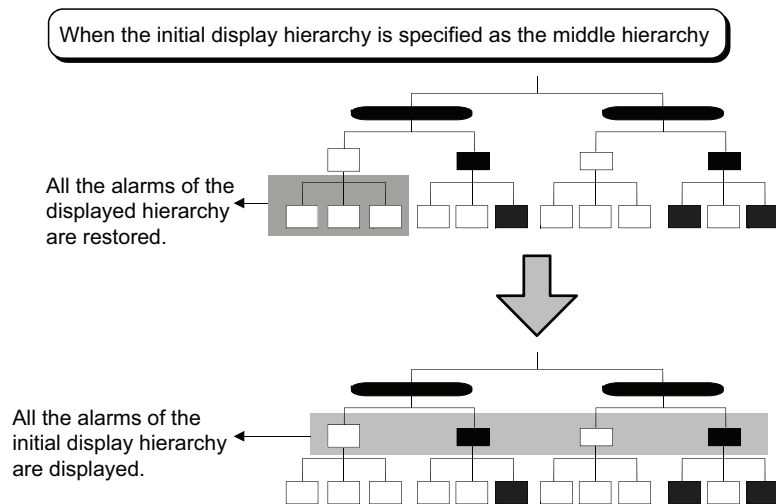 When the initial display hierarchy is specified as the middle hierarchy
All the alarms of the
displayed hierarchy
are restored.
All the alarms of the
initial display hierarchy
are displayed.